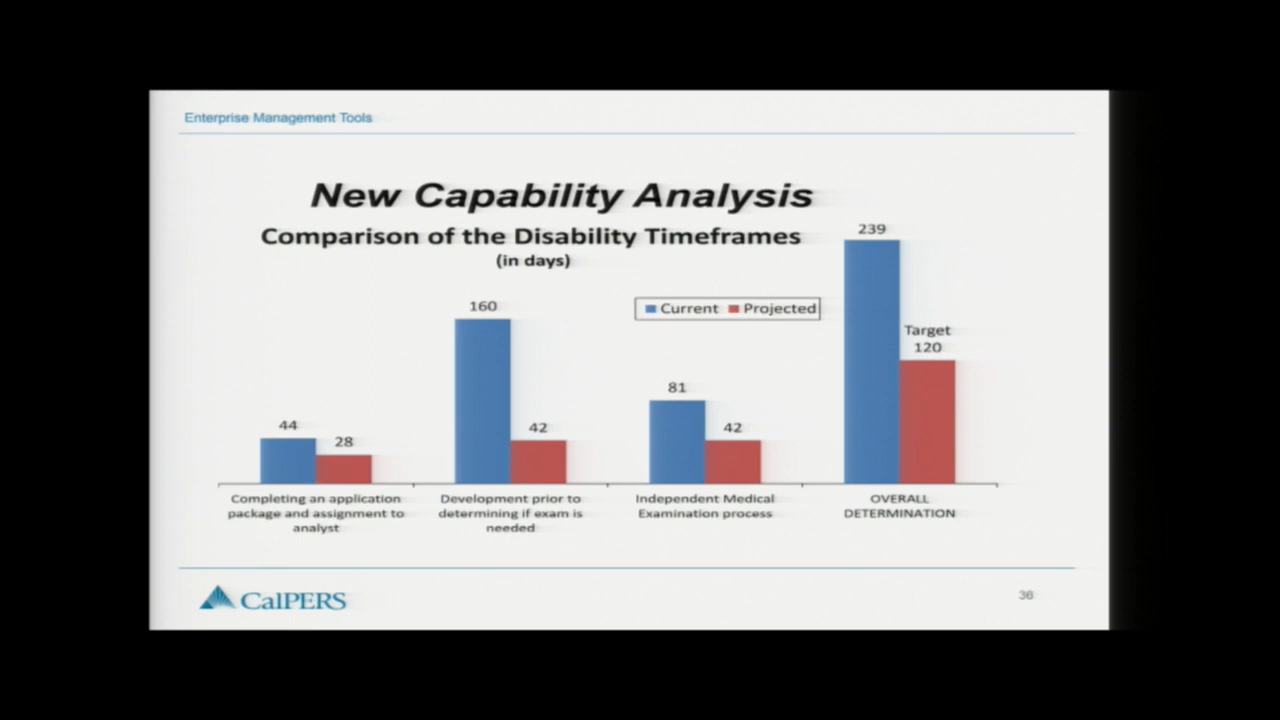 Enterprise Management Tools
New Capability Analysis
Comparison of the Disability Timeframes
(in days)
Current Projected
44
28
160
42
81
42
239
Target
120
Completing an application
package and assignment to
analyst
Development prior to
determining if exam is
needed
Independent Medical
Examination process
OVERALL
DETERMINATION
CalPERS
36